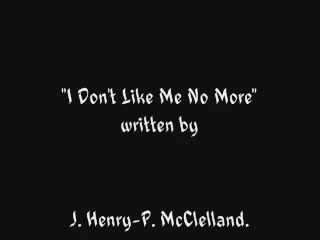 "I Don't Like Me No More"
written by
J. Henry-P. McClelland.